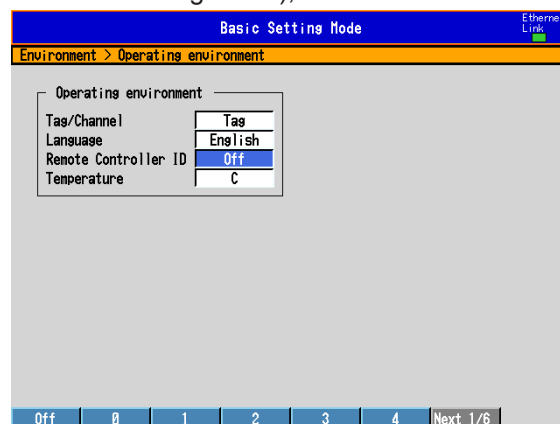 Basic Setting Mode
Etherne
Link
Environment > Operating environment
Operating environment
Tag/Channel Tag
Language English
Remote Controller ID Off
Temperature C
Off 0 1 2 3 4 Next 1/6